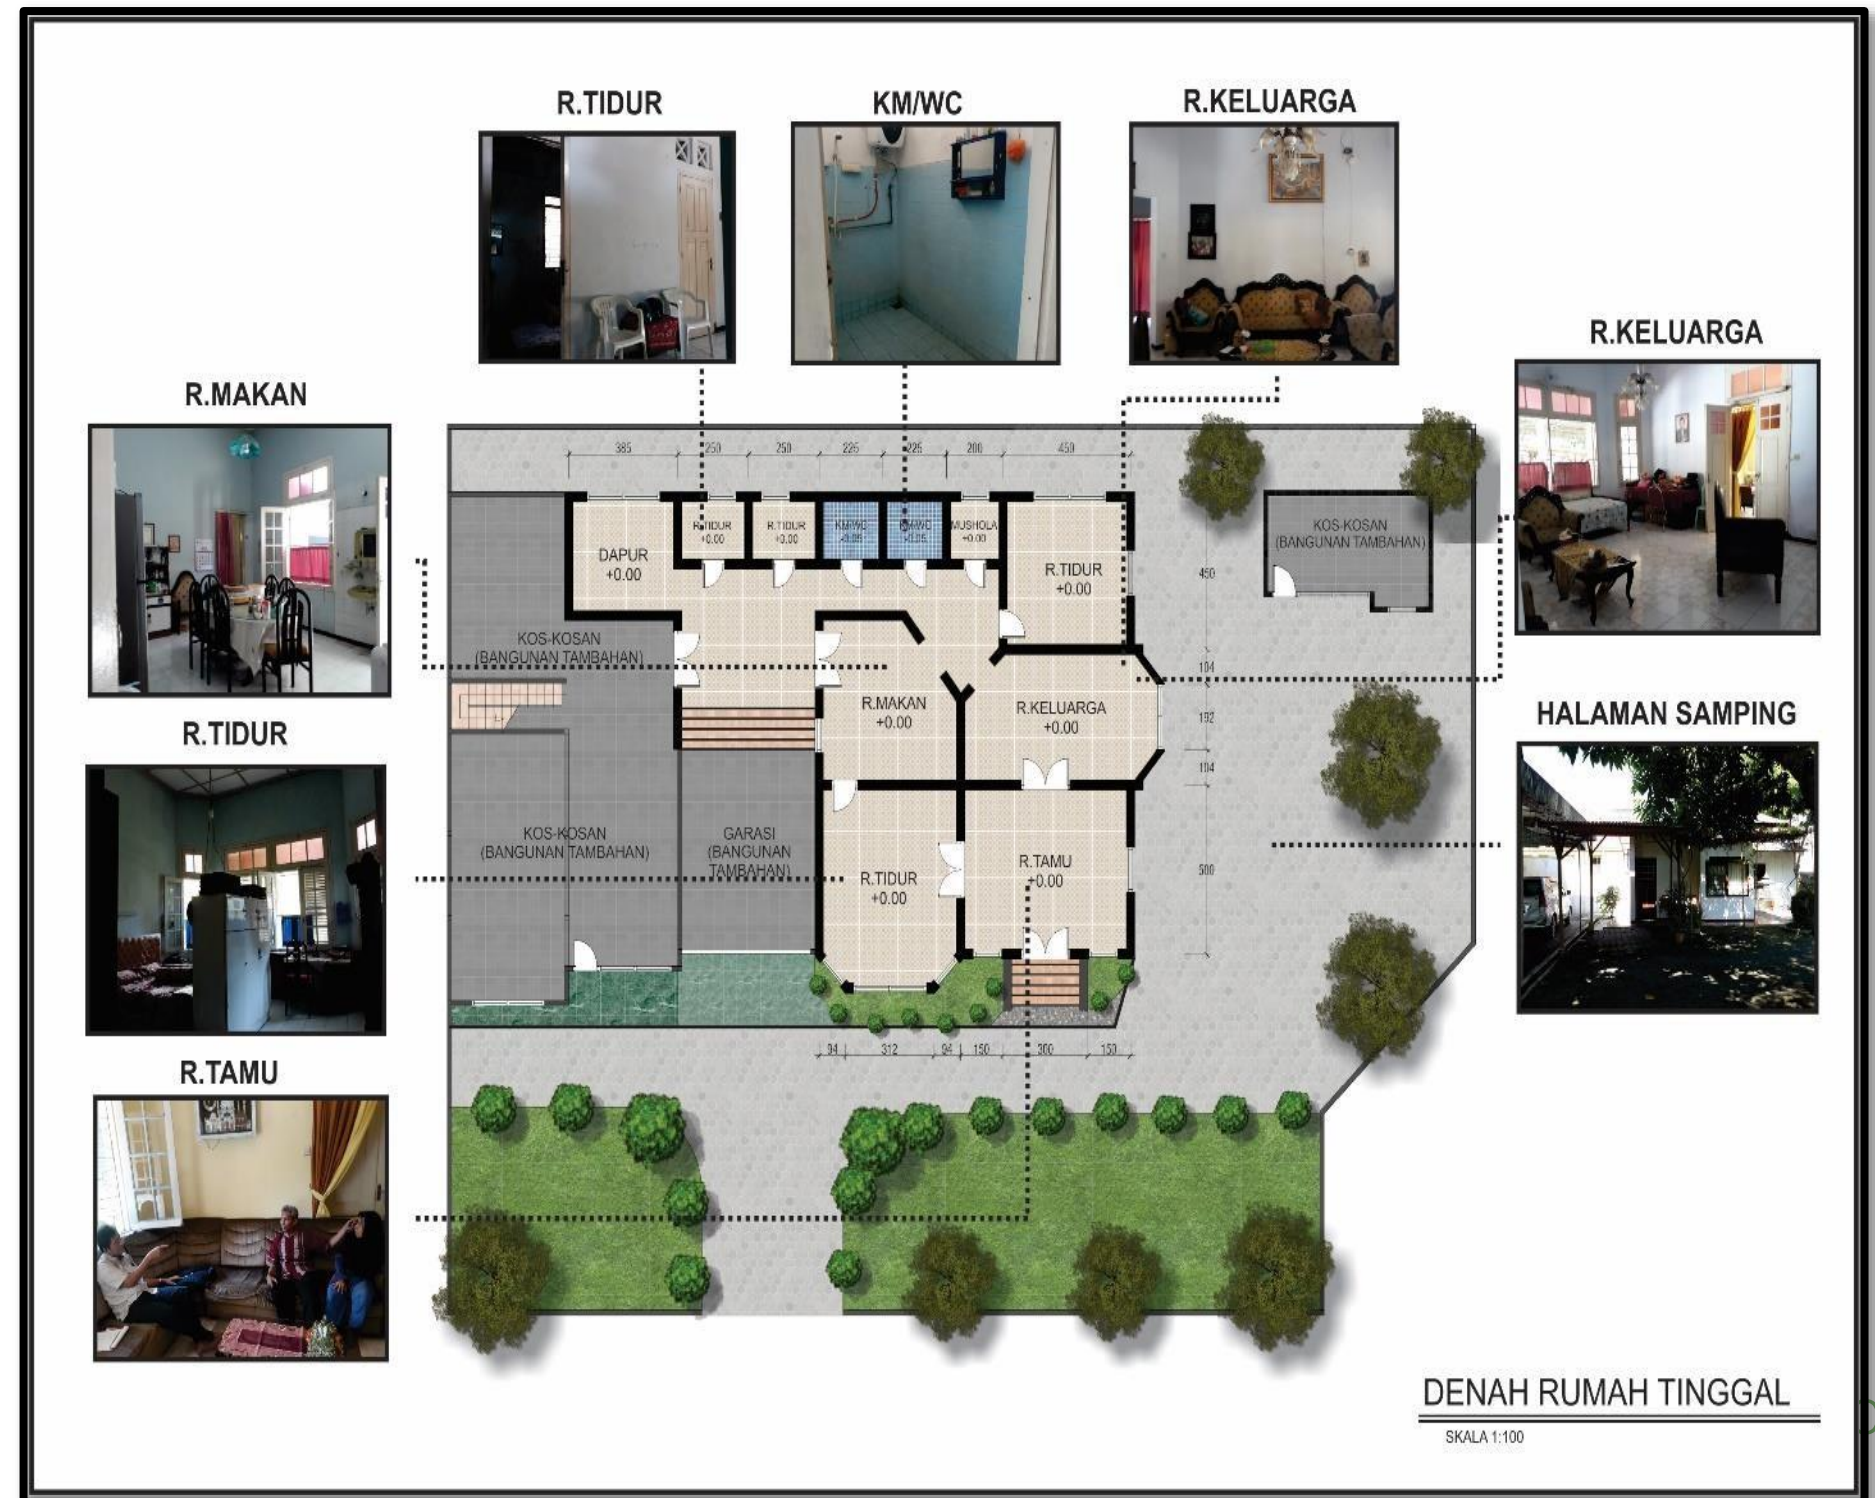 R.TIDUR
KM/WC
R.KELUARGA
R.KELUARGA
R.MAKAN
385
250
250
225
225
200
450
R.TIDUR
+0.00
R.TIDUR
+0.00
KM/WC
-0.05
KM/WC
-0.05
MUSHOLA
+0.00
DAPUR
+0.00
R.TIDUR
+0.00
KOS-KOSAN
(BANGUNAN TAMBAHAN)
450
KOS-KOSAN
(BANGUNAN TAMBAHAN)
104
R.MAKAN
+0.00
R.KELUARGA
+0.00
192
HALAMAN SAMPING
R.TIDUR
104
KOS-KOSAN
(BANGUNAN TAMBAHAN)
GARASI
(BANGUNAN
TAMBAHAN)
R.TIDUR
+0.00
R.TAMU
+0.00
500
94
312
94
150
300
150
R.TAMU
DENAH RUMAH TINGGAL
SKALA 1:100